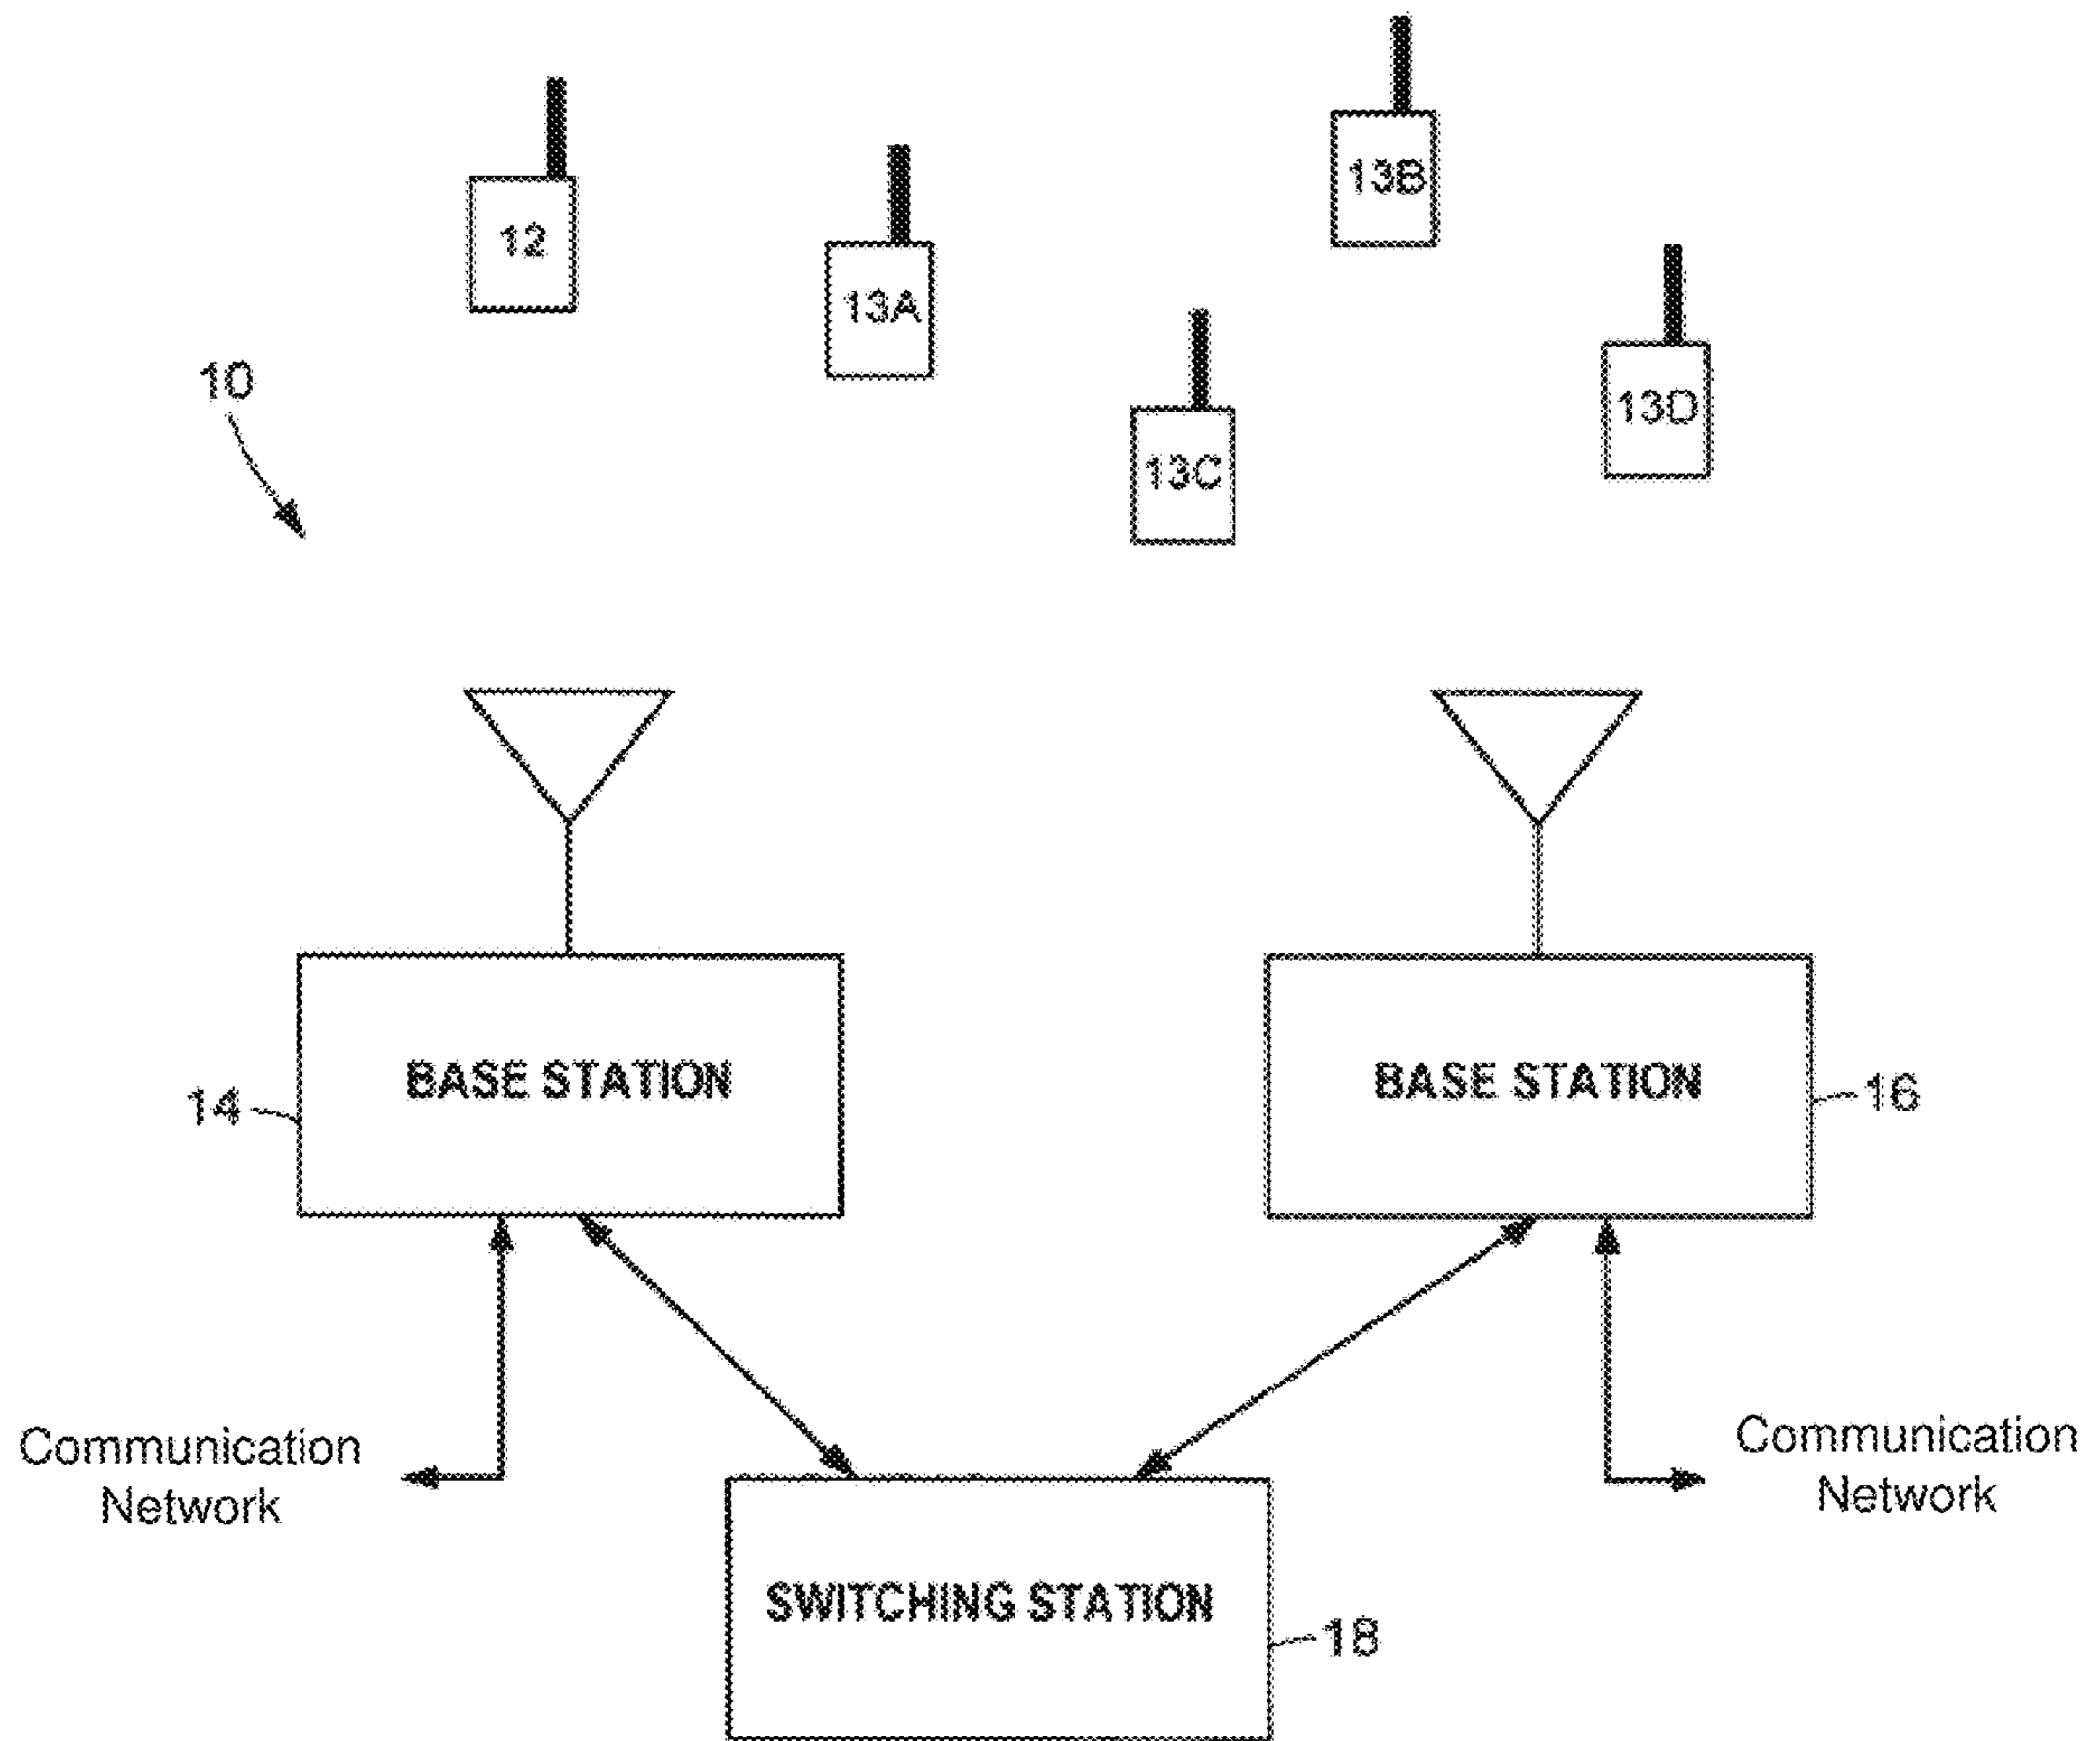 13B
12
13A
10
13D
13C
BASE STATION
BASE STATION
14
16
Communication
Network
Communication
Network
SWITCHING STATION
18